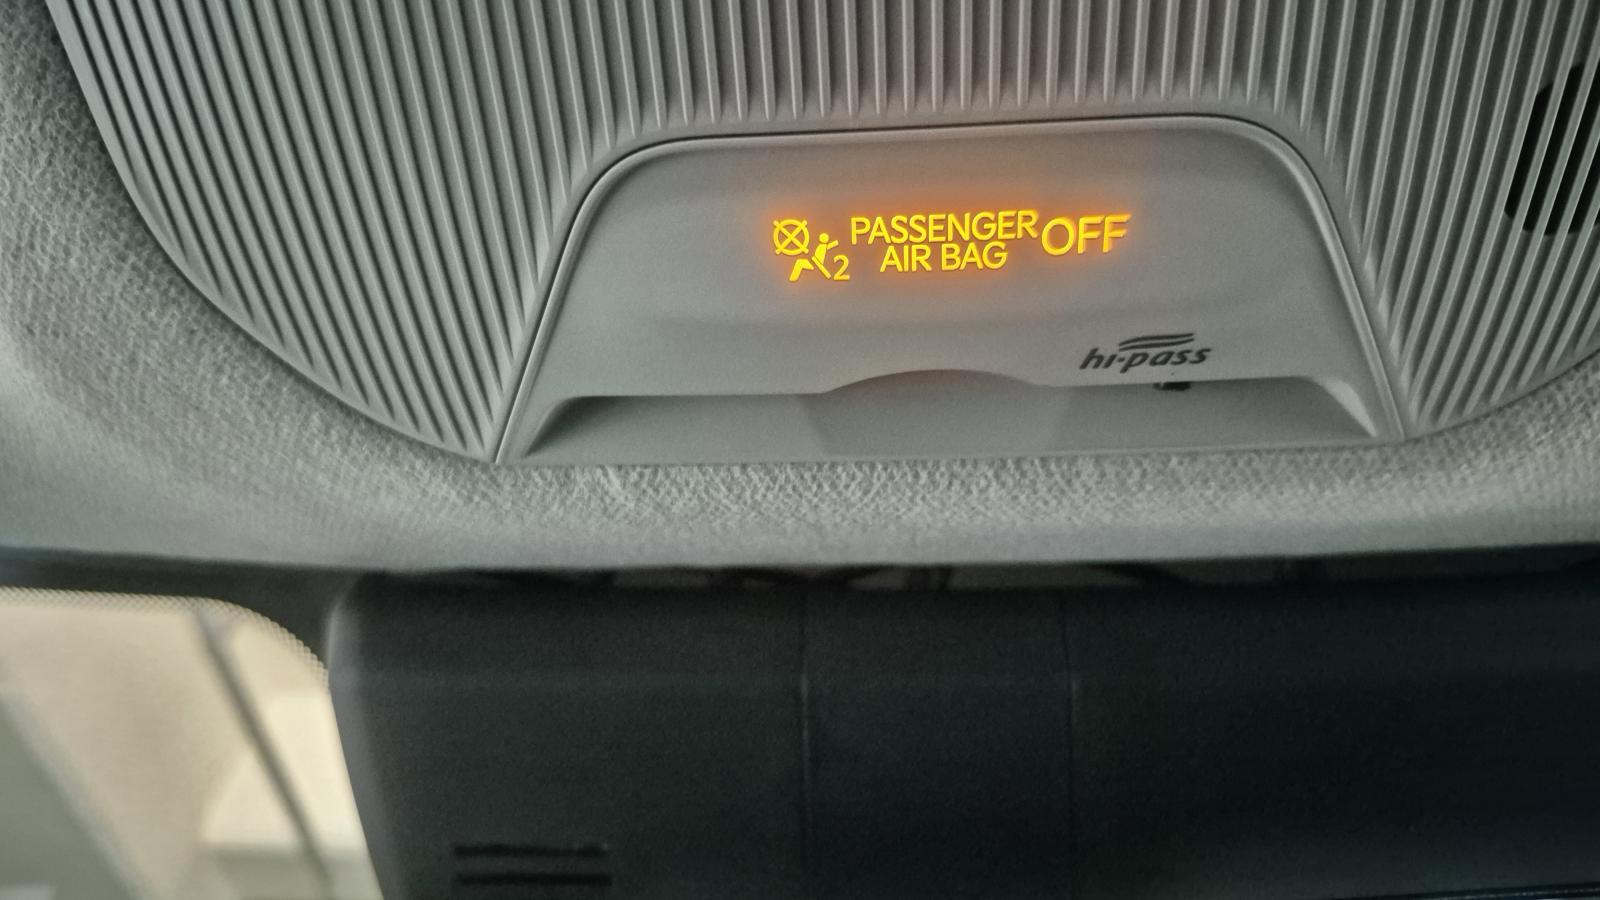 2 PASSENGER OFF
AIR BAG
hi-pass